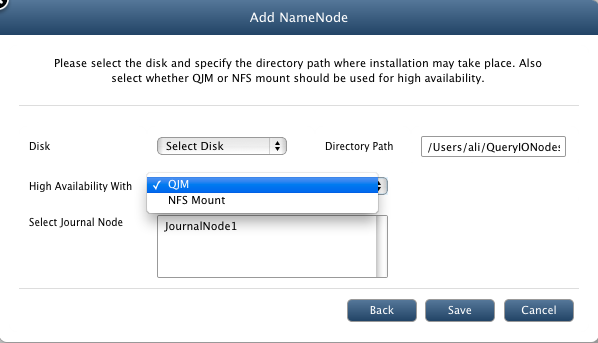 Add NameNode
Please select the disk and specify the directory path where installation may take place. Also
select whether QJM or NFS mount should be used for high availability.
Disk
Select Disk
Directory Path
/Users/ali/QueryIONodes
High Availability With
✓ QJM
NFS Mount
Select Journal Node
JournalNode1
Back
Save
Cancel